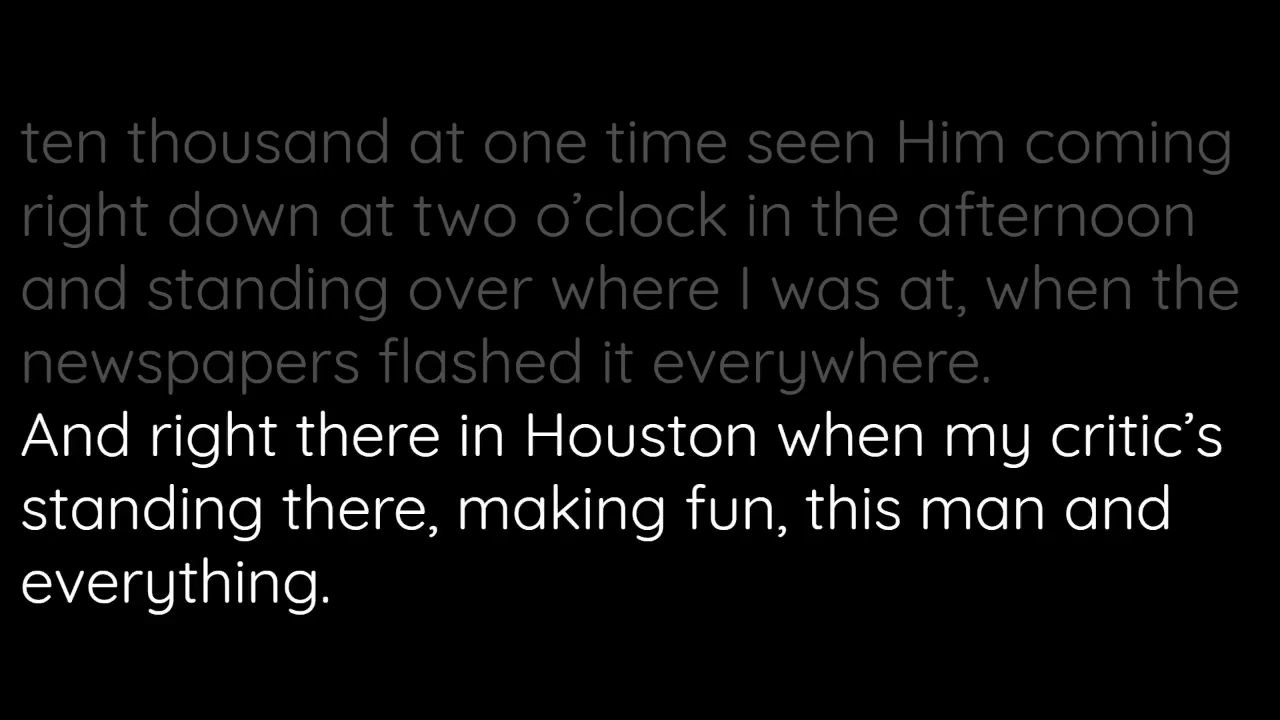 ten thousand at one time seen Him coming
right down at two o’clock in the afternoon
and standing over where I was at, when the
newspapers flashed it everywhere.
And right there in Houston when my critic’s
standing there, making fun, this man and
everything.